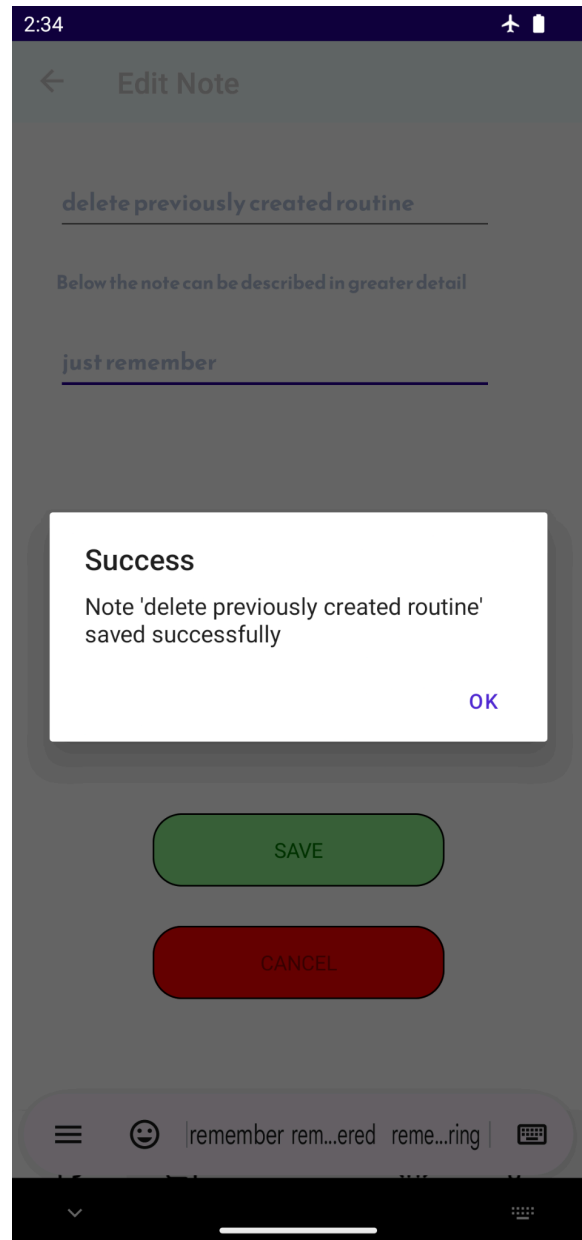 2:34
Edit Note
delete previously created routine
Below the note can be described in greater detail
just remember
Success
Note 'delete previously created routine'
saved successfully
OK
SAVE
CANCEL
remember rem...ered reme...ring